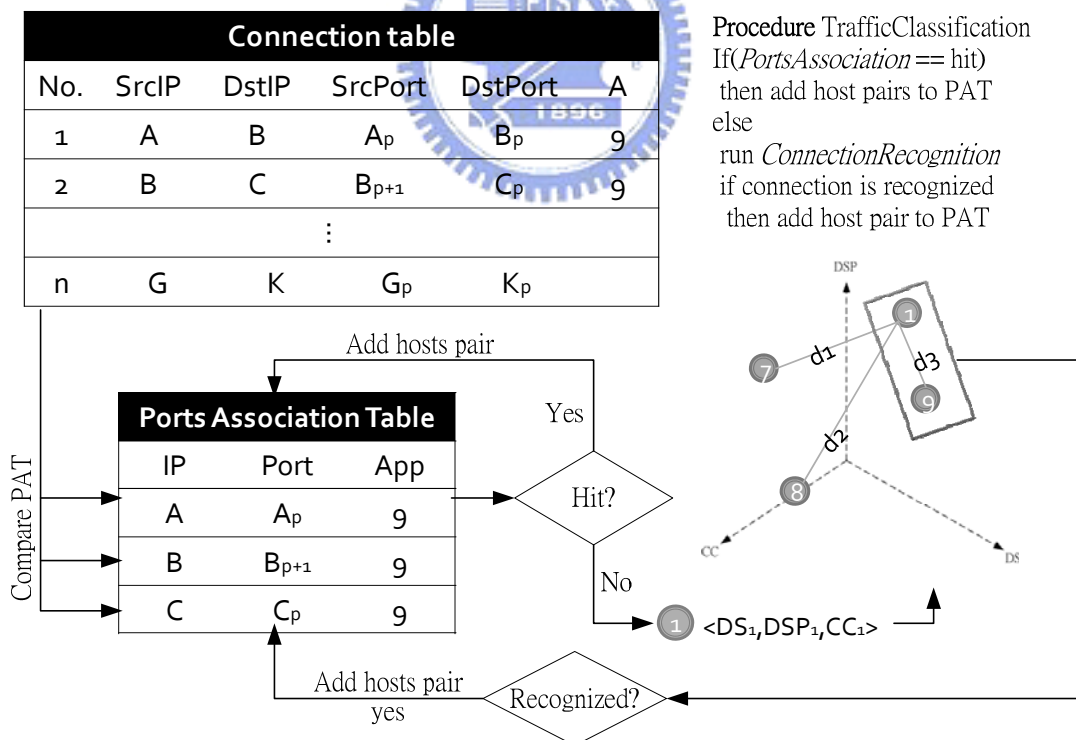 Connection table
No. SrcIP DstIP SrcPort DstPort A
1 A B Ap Bp 9
2 B C Bp+1 Cp 9
⋮
n G K Gp Kp
1896
Procedure TrafficClassification
If(PortsAssociation == hit)
then add host pairs to PAT
else
run ConnectionRecognition
if connection is recognized
then add host pair to PAT
DSP
1
7
d1
d3
9
d2
8
CC
DS
Add hosts pair
Compare PAT
Ports Association Table
IP Port App
A Ap 9
B Bp+1 9
C Cp 9
Yes
Hit?
No
1 <DS1,DSP1,CC1>
Add hosts pair
yes
Recognized?